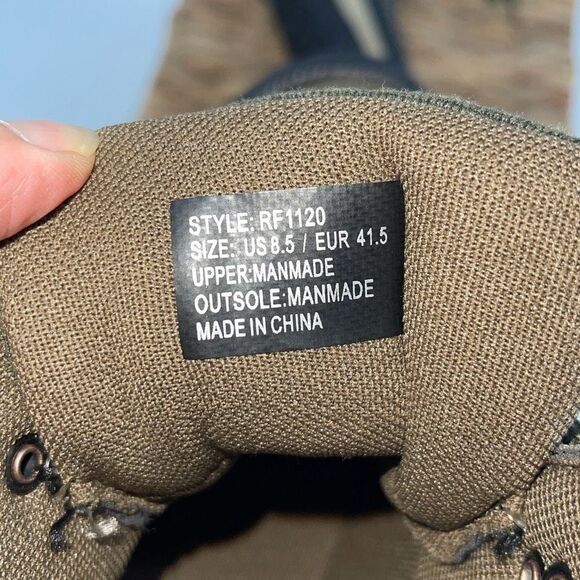 STYLE: RF1120
SIZE: US 8.5 / EUR 41.5
UPPER:MANMADE
OUTSOLE:MANMADE
MADE IN CHINA